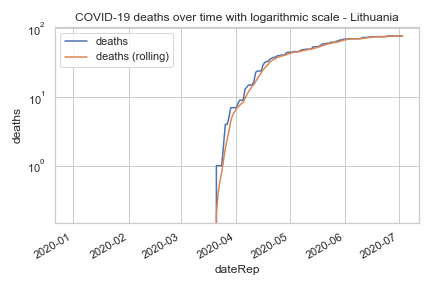 COVID-19 deaths over time with logarithmic scale - Lithuania
deaths
deaths (rolling)
10²
10¹
10⁰
deaths
2020-01
2020-02
2020-03
2020-04
2020-05
2020-06
2020-07
dateRep